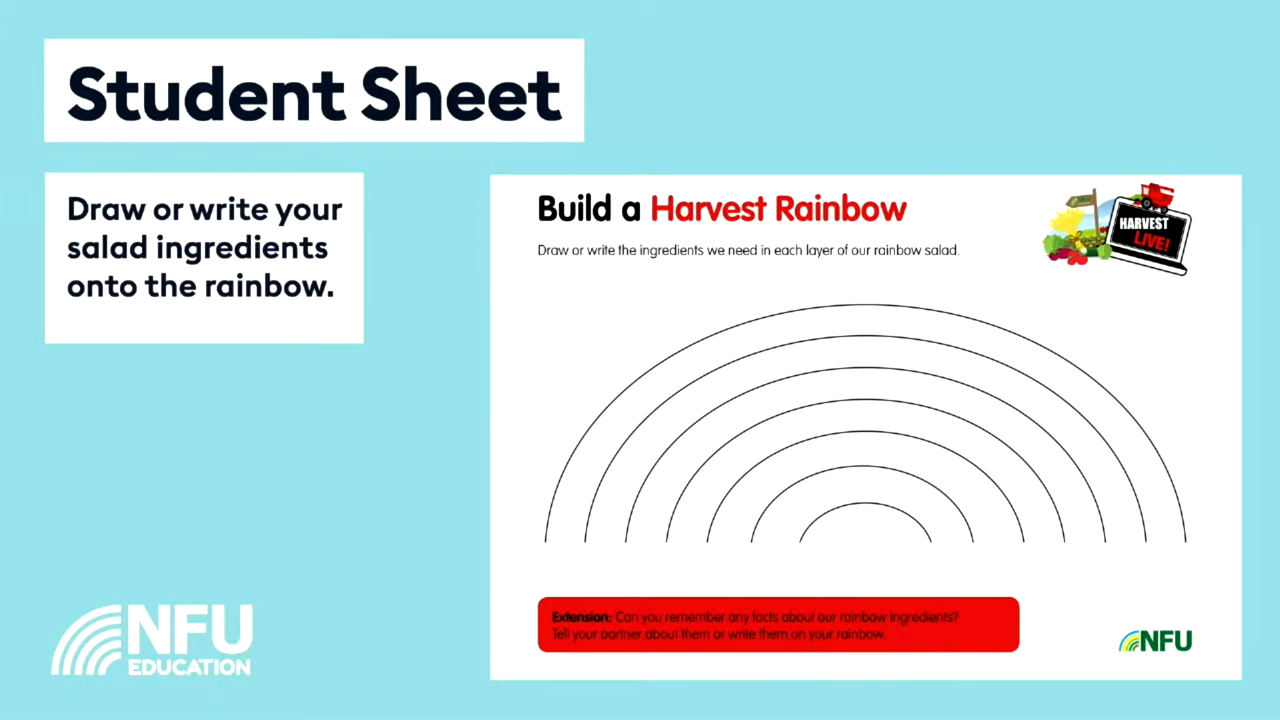 Student Sheet
Draw or write your
salad ingredients
onto the rainbow.
Build a Harvest Rainbow
Draw or write the ingredients we need in each layer of our rainbow salad.
HARVEST
LIVE!
Extension: Can you remember any facts about our rainbow ingredients?
Tell your partner about them or write them on your rainbow.
NFU
NFU
EDUCATION